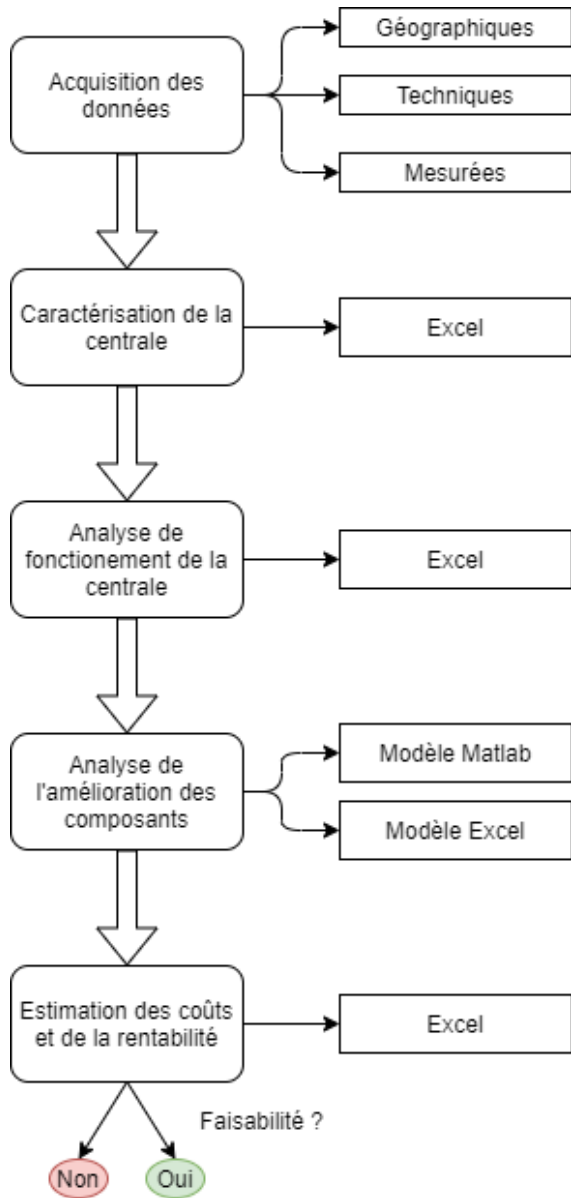 Acquisition des
données
Géographiques
Techniques
Mesurées
Caractérisation de la
centrale
Excel
Analyse de
fonctionement de la
centrale
Excel
Analyse de
l'amélioration des
composants
Modèle Matlab
Modèle Excel
Estimation des coûts
et de la rentabilité
Excel
Faisabilité ?
Non
Oui